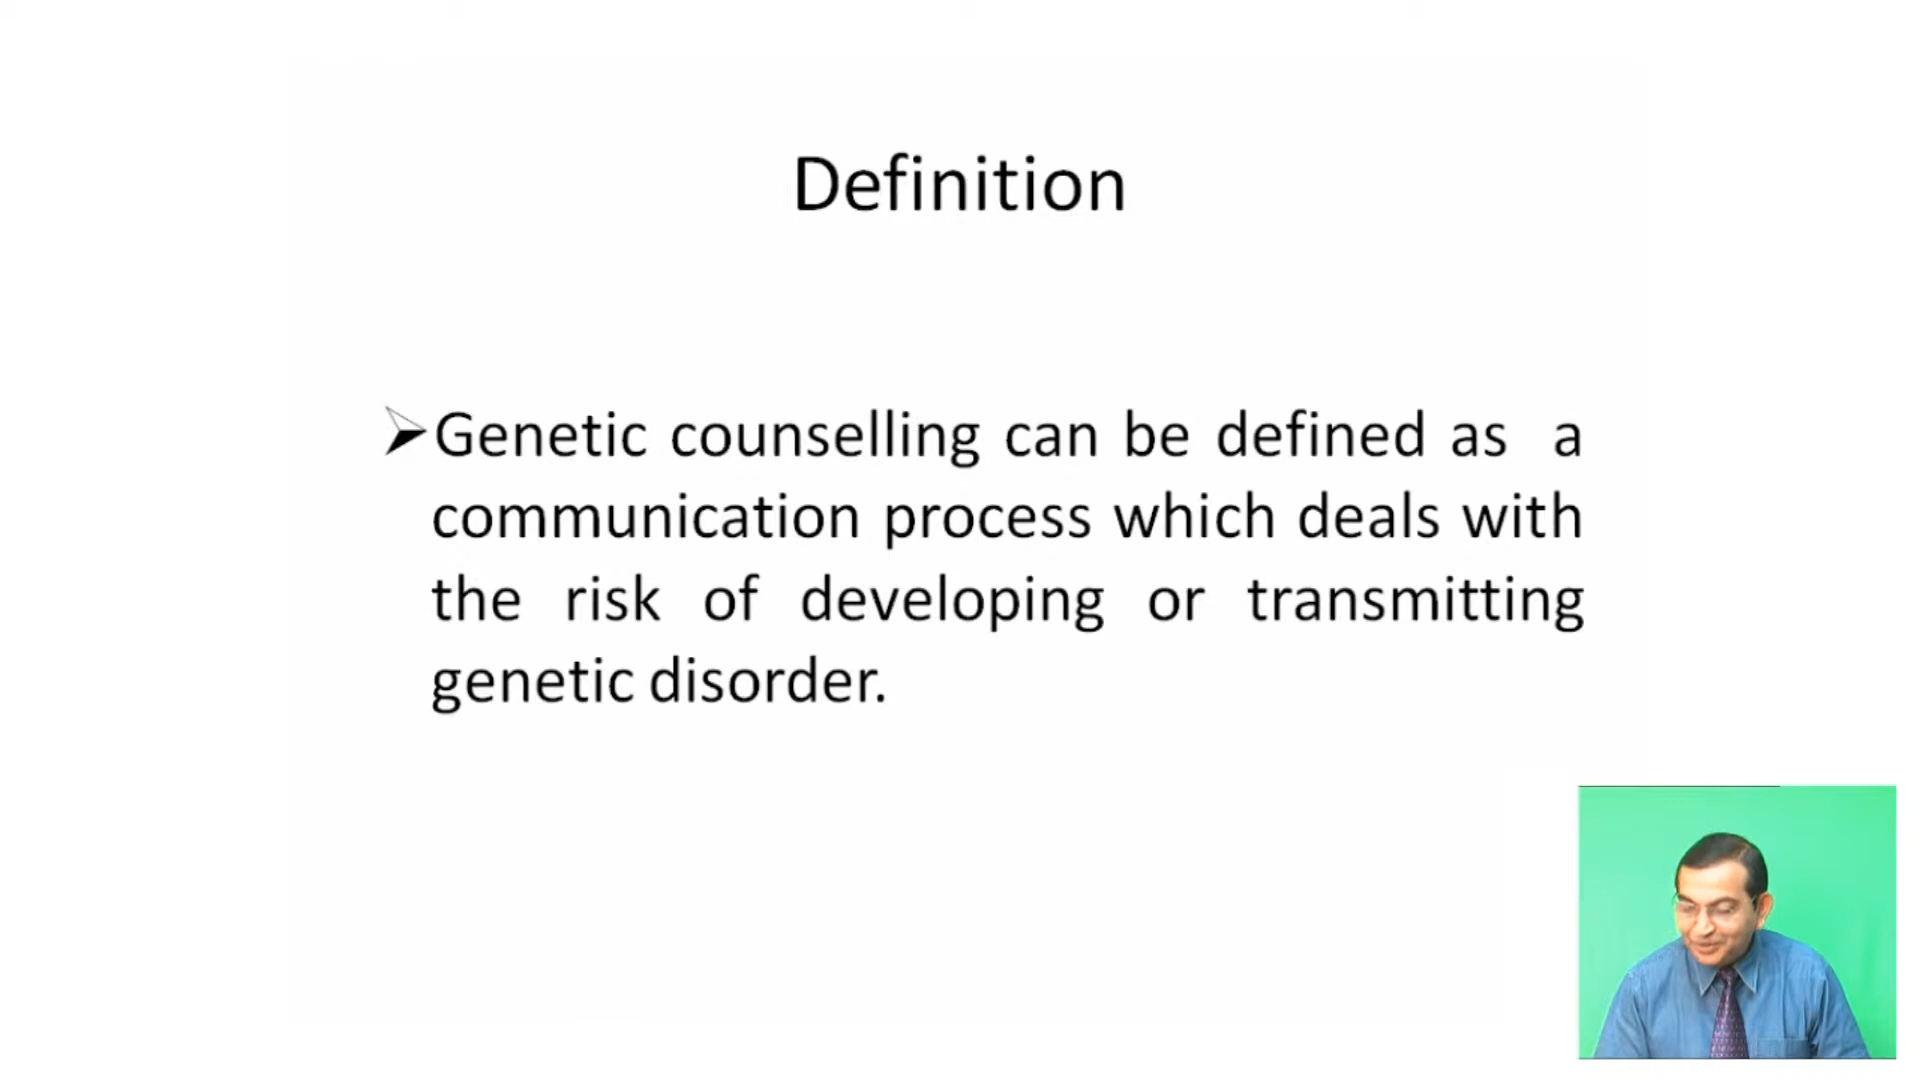 Definition
➢Genetic counselling can be defined as a
communication process which deals with
the risk of developing or transmitting
genetic disorder.